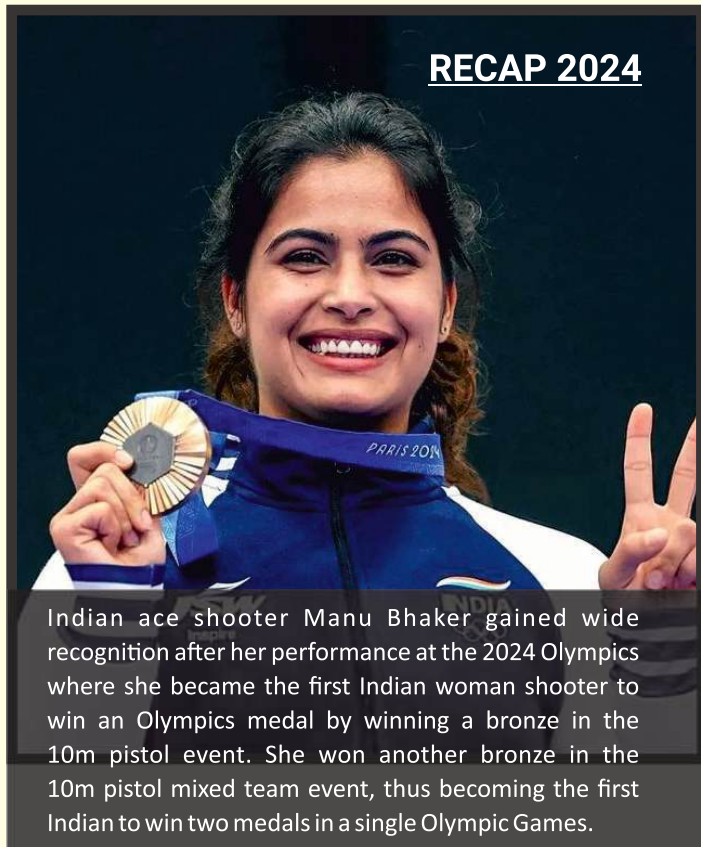 RECAP 2024
PARIS 2024
INDIA
Indian ace shooter Manu Bhaker gained wide
recognition after her performance at the 2024 Olympics
where she became the first Indian woman shooter to
win an Olympics medal by winning a bronze in the
10m pistol event. She won another bronze in the
10m pistol mixed team event, thus becoming the first
Indian to win two medals in a single Olympic Games.